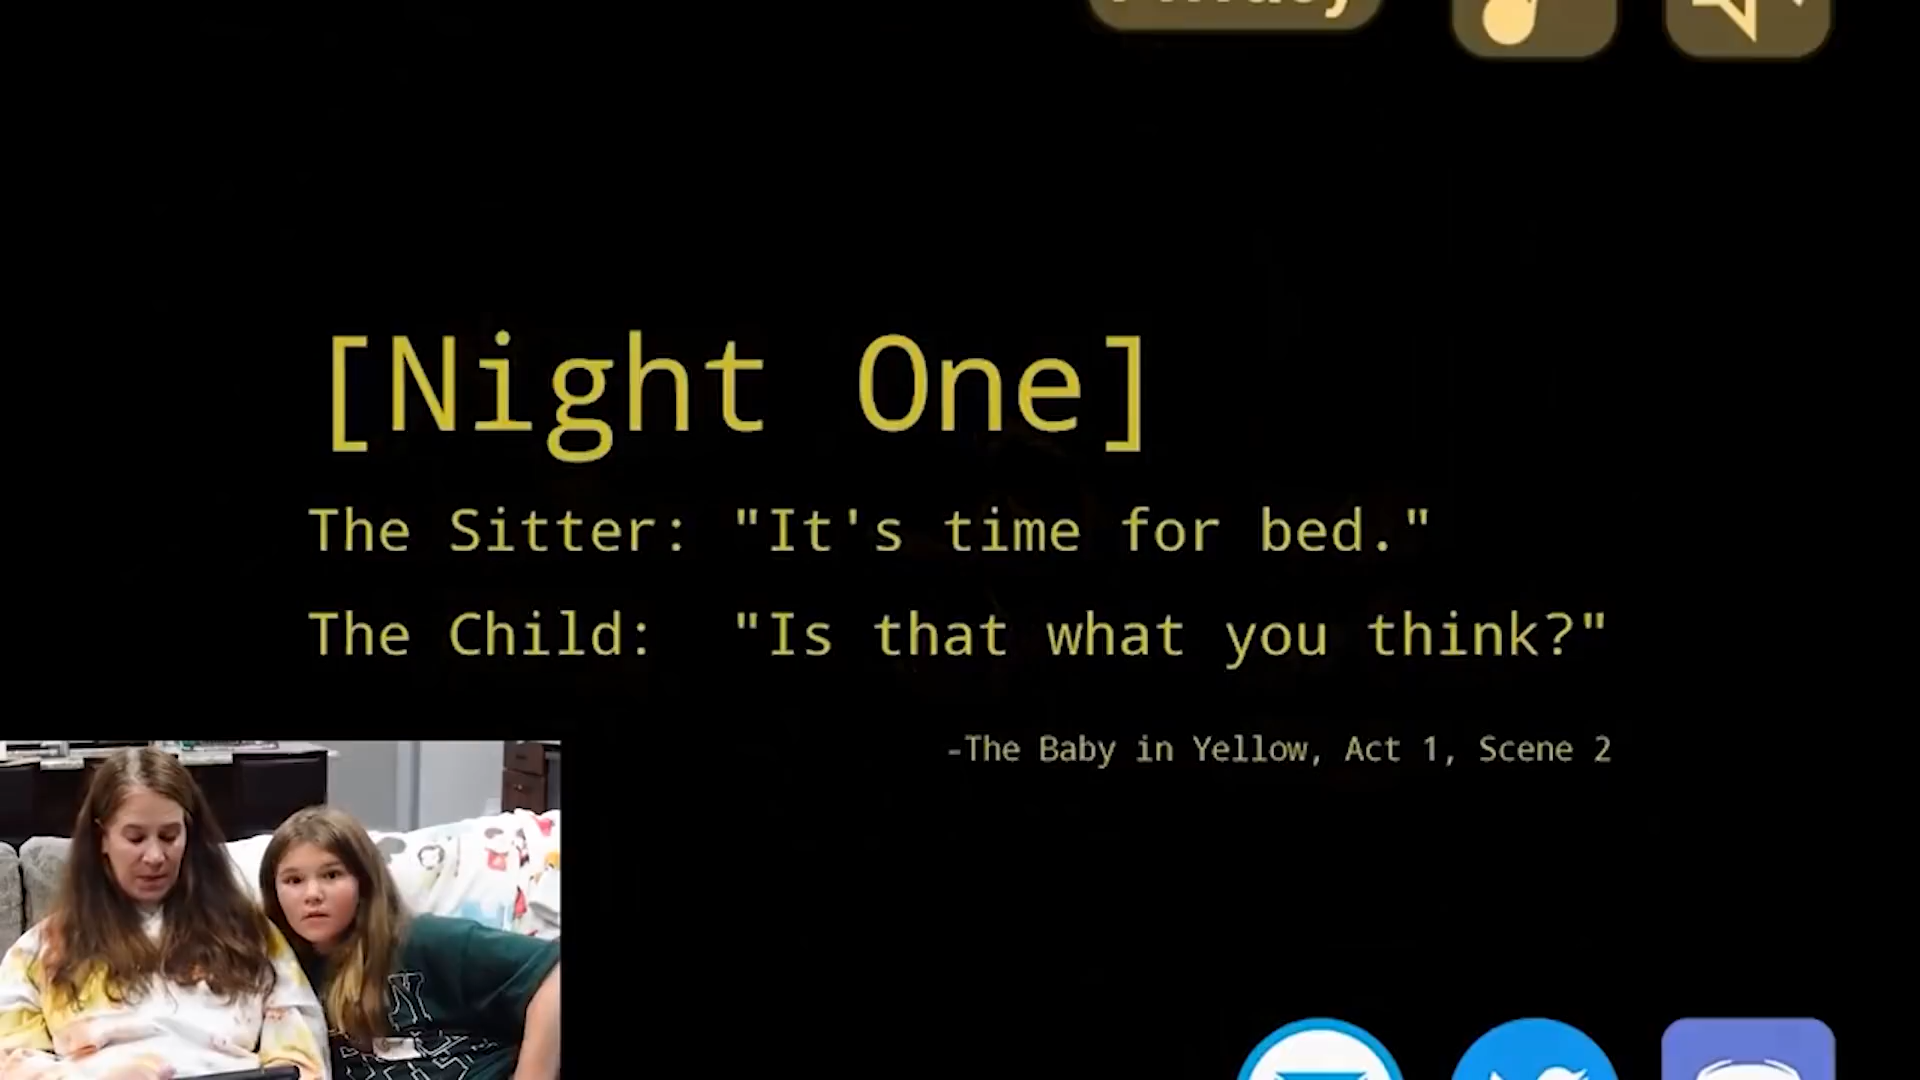 Privacy
[Night One]
The Sitter: "It's time for bed."
The Child: "Is that what you think?"
-The Baby in Yellow, Act 1, Scene 2
N